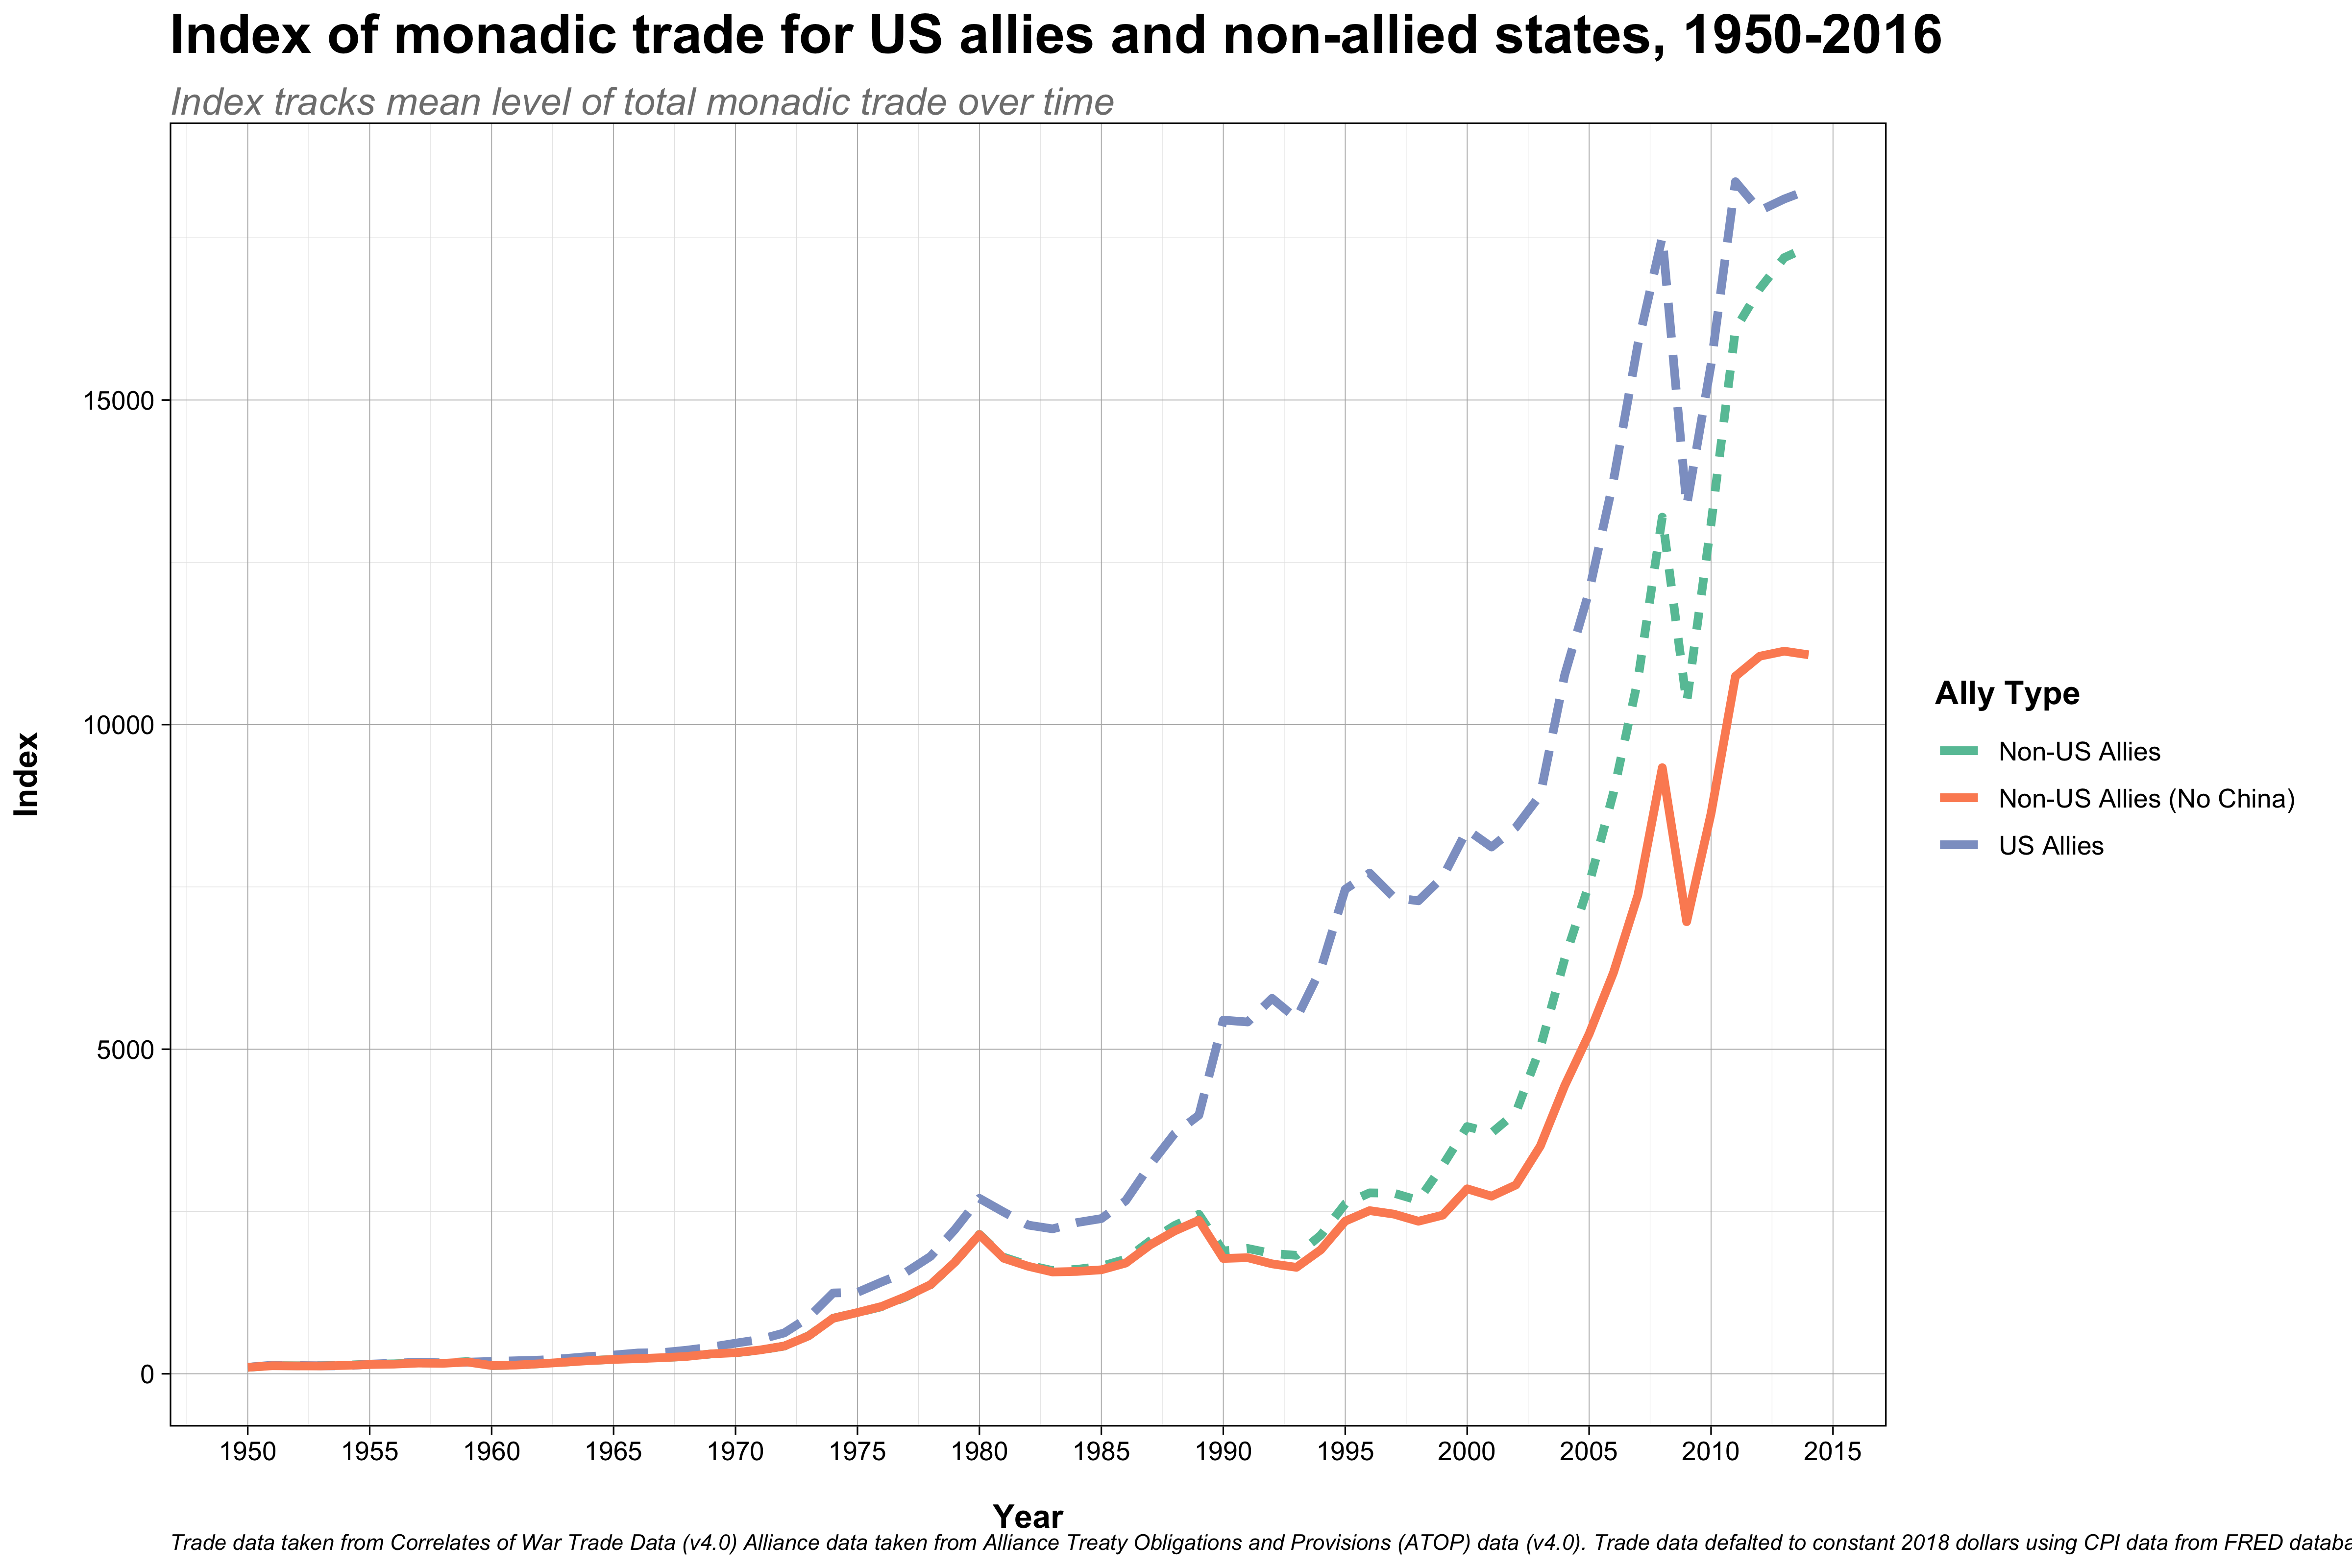 Index of monadic trade for US allies and non-allied states, 1950-2016
Index tracks mean level of total monadic trade over time
15000
10000
5000
0
Index
1950 1955 1960 1965 1970 1975 1980 1985 1990 1995 2000 2005 2010 2015
Year
Ally Type
Non-US Allies
Non-US Allies (No China)
US Allies
Trade data taken from Correlates of War Trade Data (v4.0) Alliance data taken from Alliance Treaty Obligations and Provisions (ATOP) data (v4.0). Trade data defalted to constant 2018 dollars using CPI data from FRED